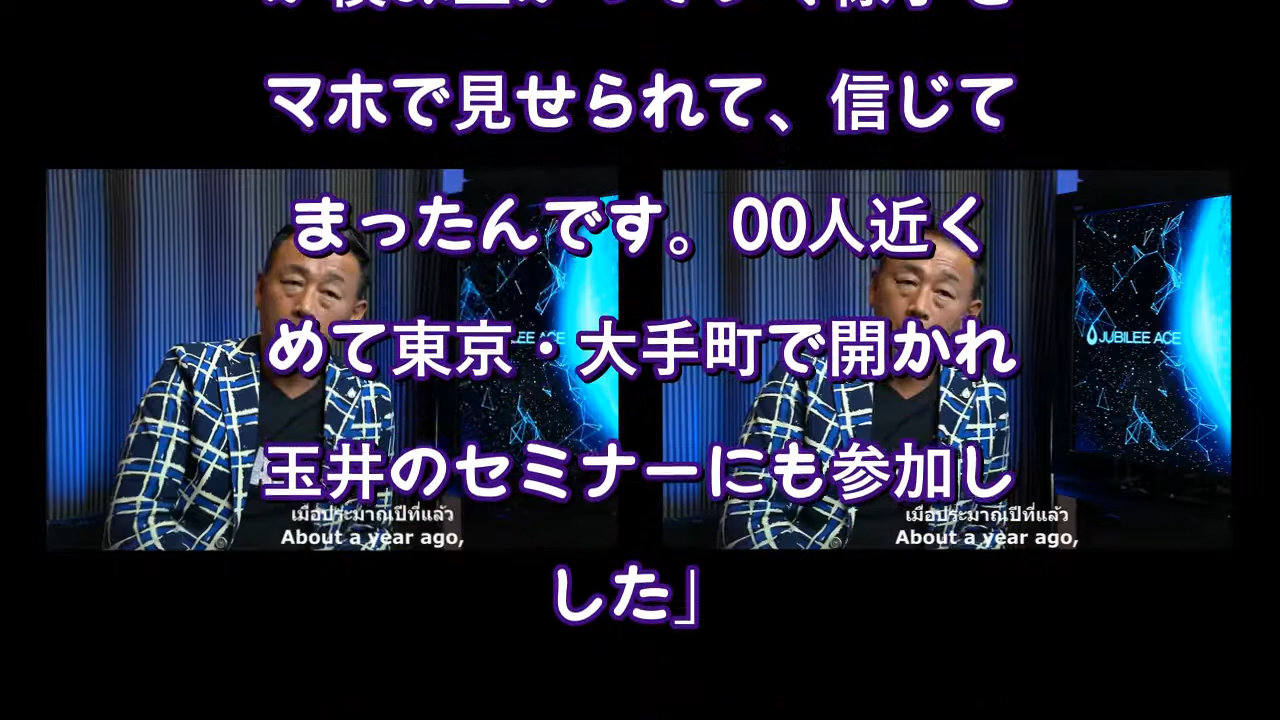 マホで見せられて、信じて
まったんです。00人近く
めて東京・大手町で開かれ
玉井のセミナーにも参加し
した」
JUBILEE ACE
เมื่อประมาณปีที่แล้ว
About a year ago,
เมื่อประมาณปีที่แล้ว
About a year ago,